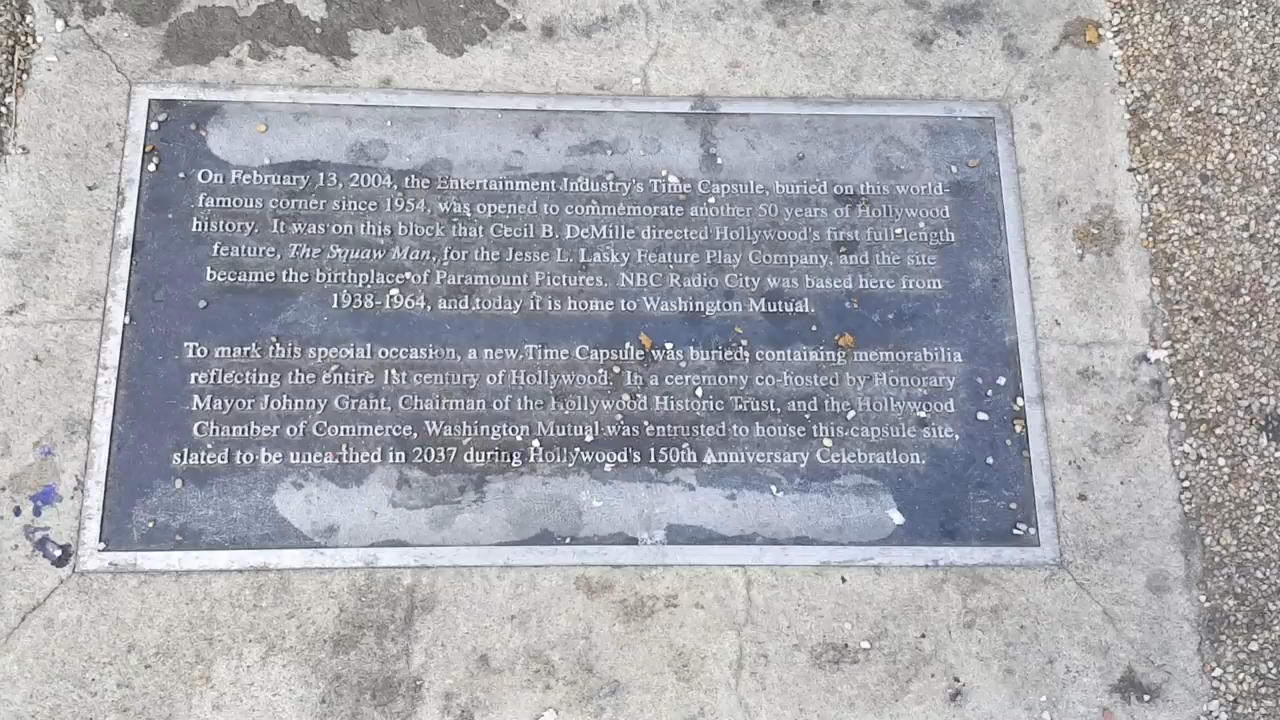 On February 13, 2004, the Entertainment Industry's Time Capsule, buried on this world-
famous corner since 1954, was opened to commemorate another 50 years of Hollywood
history. It was on this block that Cecil B. DeMille directed Hollywood's first full-length
feature, The Squaw Man, for the Jesse L. Lasky Feature Play Company, and the site
became the birthplace of Paramount Pictures. NBC Radio City was based here from
1938-1964, and today it is home to Washington Mutual.
To mark this special occasion, a new Time Capsule was buried, containing memorabilia
reflecting the entire 1st century of Hollywood. In a ceremony co-hosted by Honorary
Mayor Johnny Grant, Chairman of the Hollywood Historic Trust, and the Hollywood
Chamber of Commerce, Washington Mutual was entrusted to house this capsule site,
slated to be unearthed in 2037 during Hollywood's 150th Anniversary Celebration.